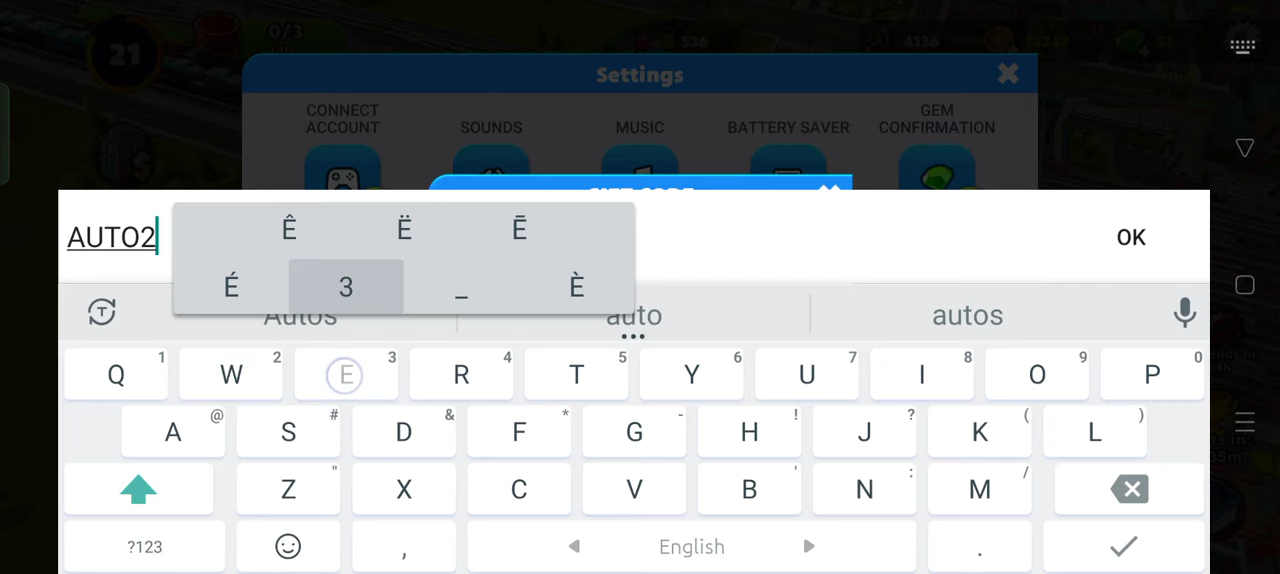 21
0/3
536
4136
Settings
CONNECT ACCOUNT
SOUNDS
MUSIC
BATTERY SAVER
GEM CONFIRMATION
AUTO2
OK
Ê Ë Ē
É 3 _ È
Autos auto autos
Q 1 W 2 E 3 R 4 T 5 Y 6 U 7 I 8 O 9 P 0
A @ S # D & F * G - H ! J ? K ( L )
Z " X C V B ' N : M /
?123 , English .